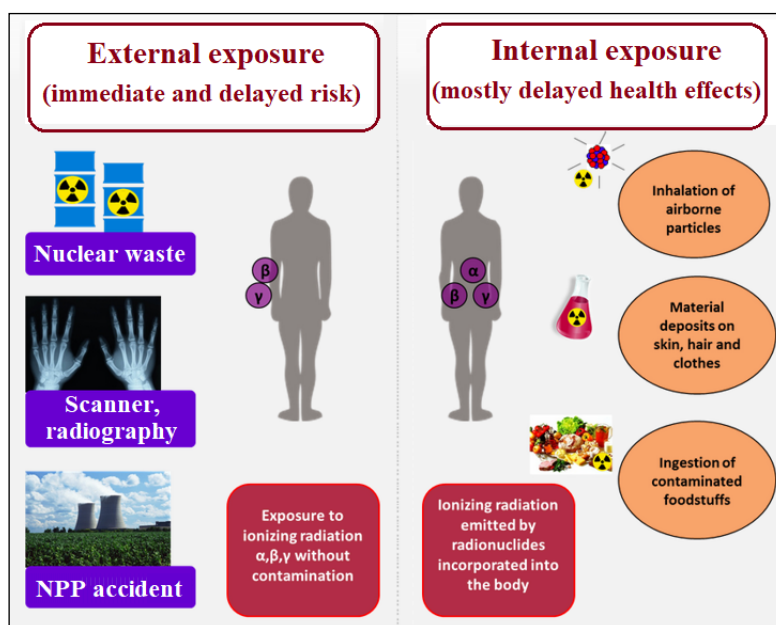 External exposure
(immediate and delayed risk)
Nuclear waste
Scanner,
radiography
NPP accident
β
γ
Exposure to
ionizing radiation
α,β,γ without
contamination
Internal exposure
(mostly delayed health effects)
α
β γ
Ionizing radiation
emitted by
radionuclides
incorporated into
the body
Inhalation of
airborne
particles
Material
deposits on
skin, hair and
clothes
Ingestion of
contaminated
foodstuffs